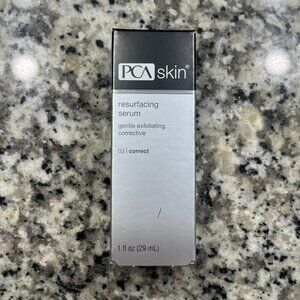 PCA skin®
resurfacing
serum
gentle exfoliating
corrective
03 | correct
1 fl oz (29 mL)